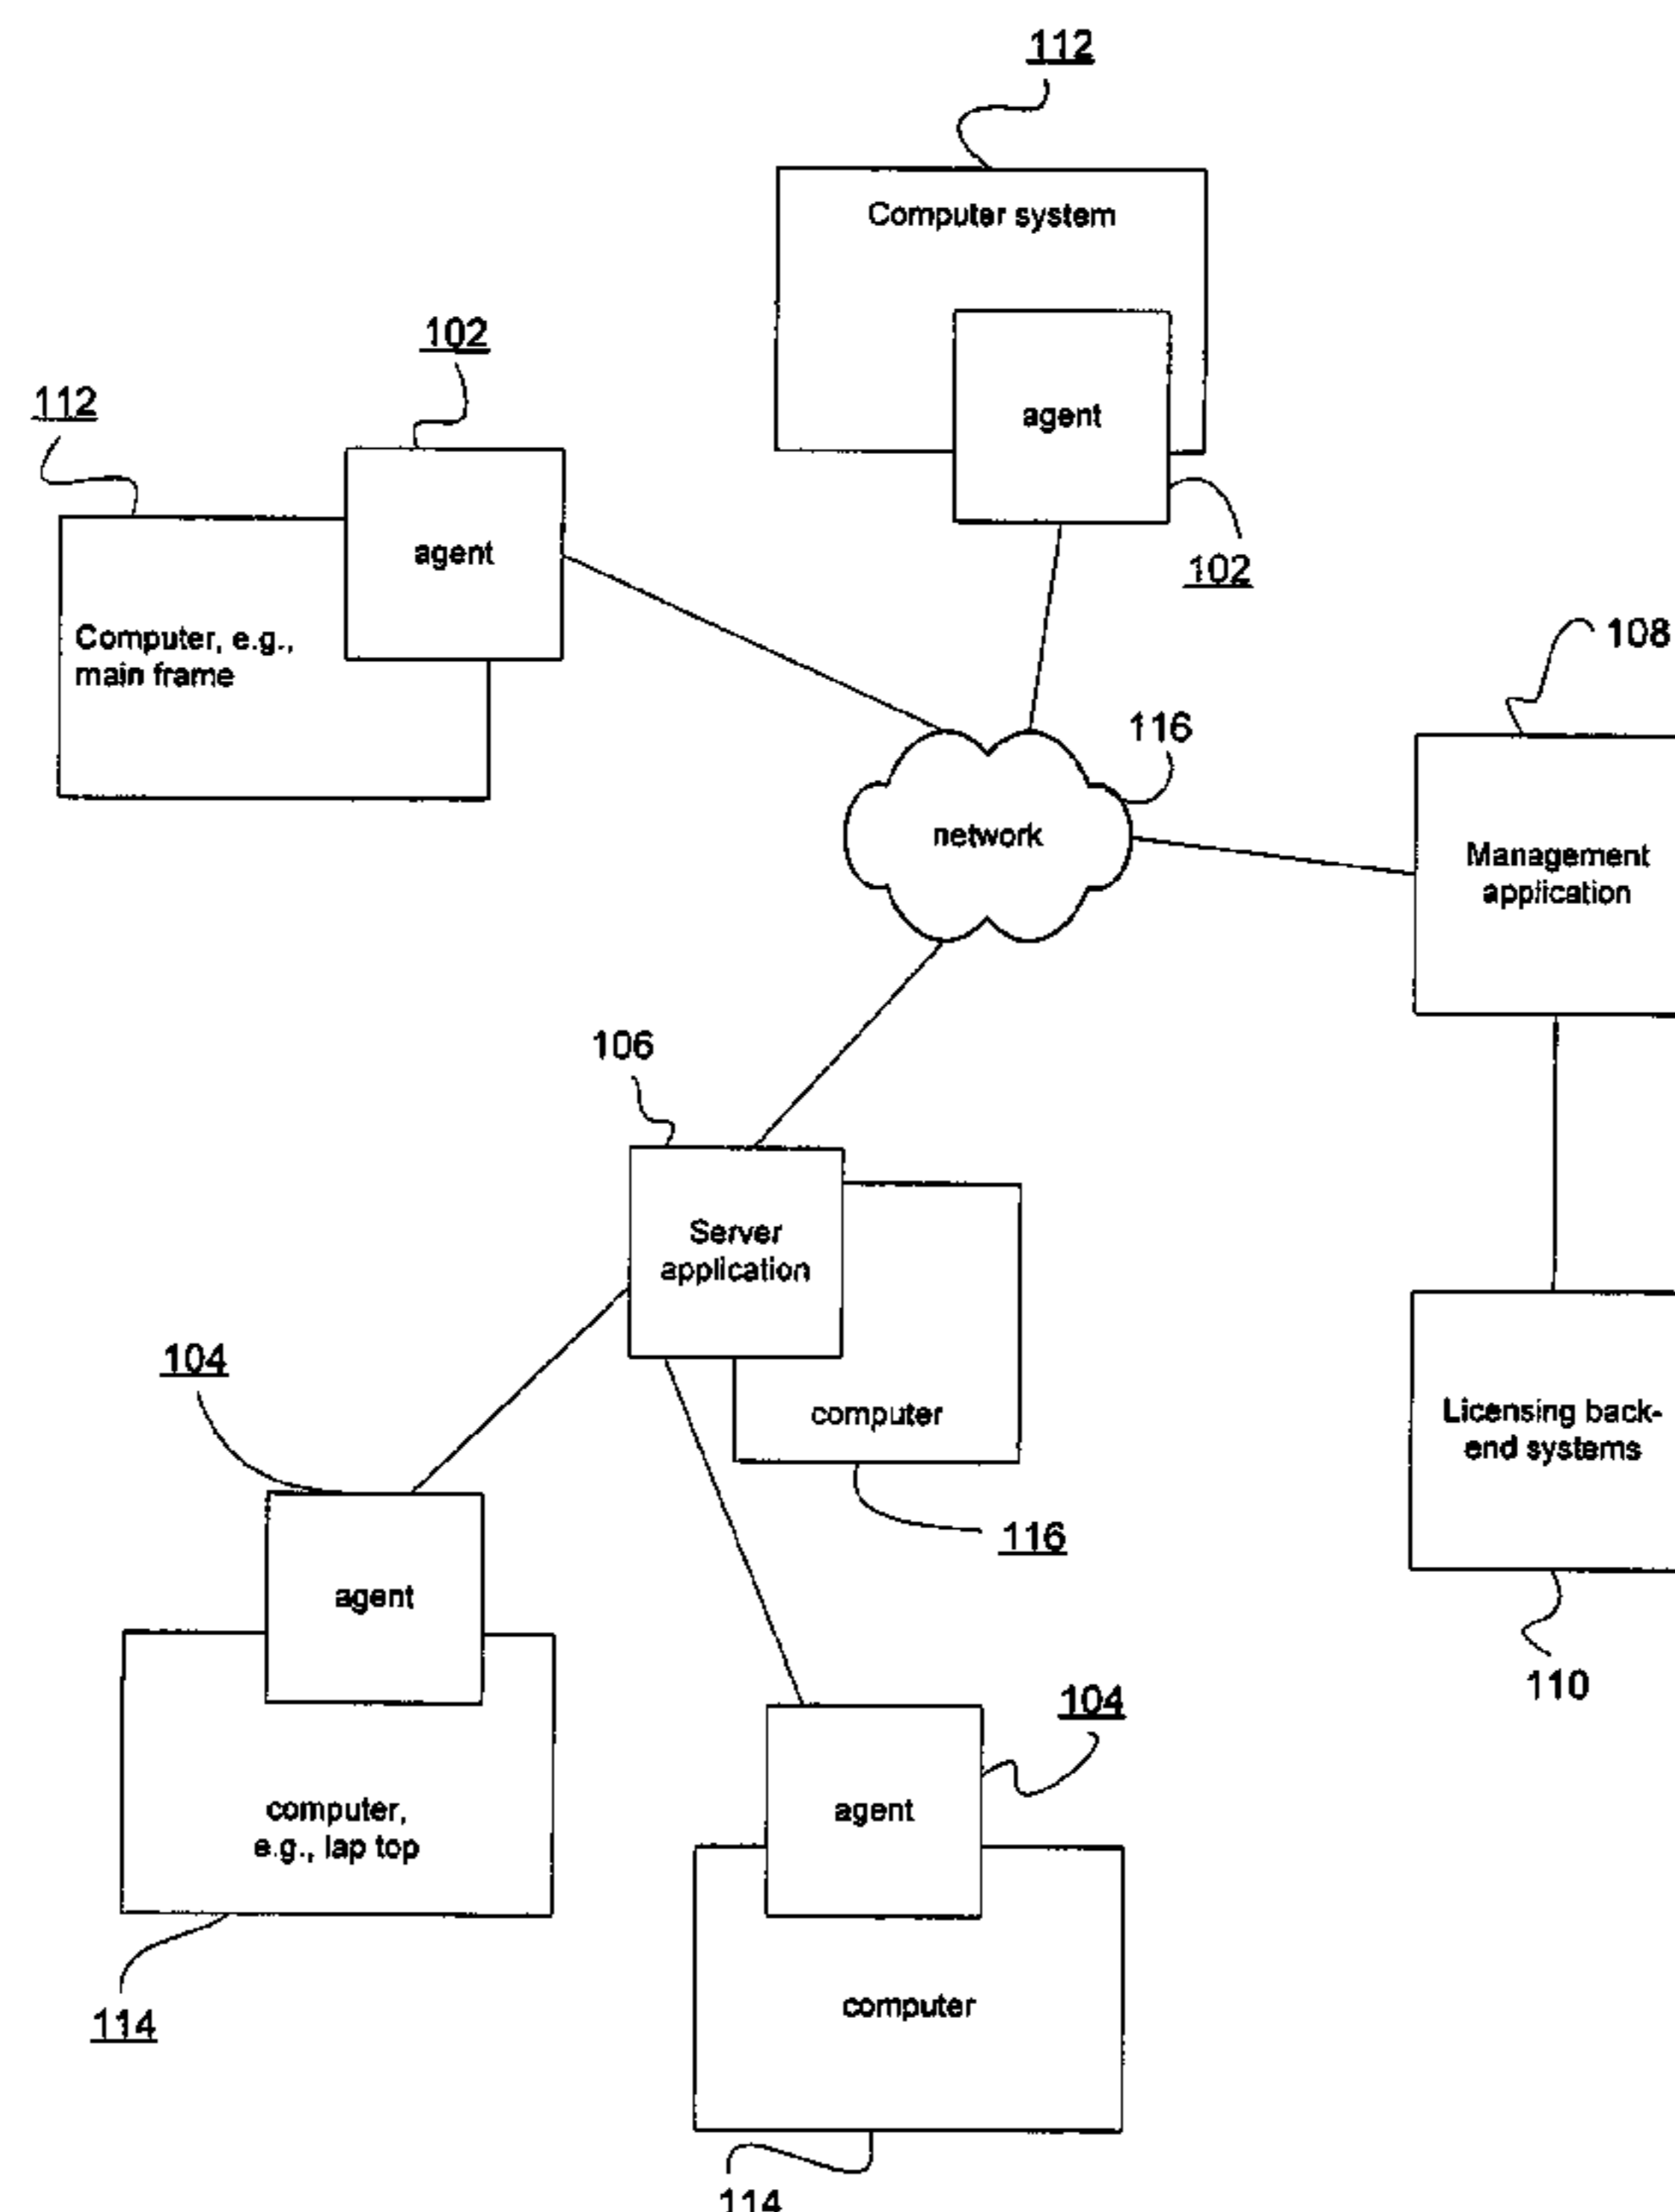 112
Computer system
102
112
agent
agent
102
Computer, e.g.,
main frame
108
116
network
Management
application
106
Server
application
104
computer
Licensing back-
end systems
116
agent
110
104
agent
computer,
e.g., lap top
computer
114
114